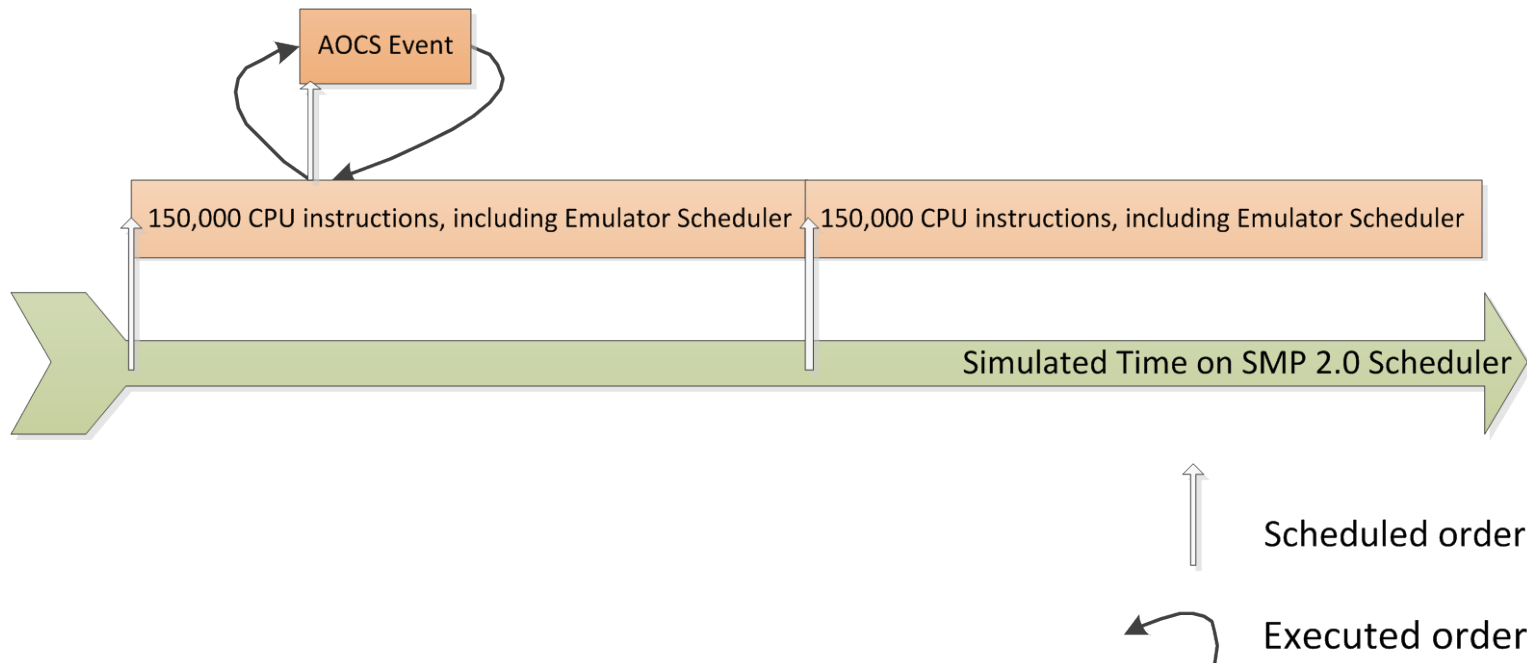 AOCS Event
150,000 CPU instructions, including Emulator Scheduler
150,000 CPU instructions, including Emulator Scheduler
Simulated Time on SMP 2.0 Scheduler
Scheduled order
Executed order